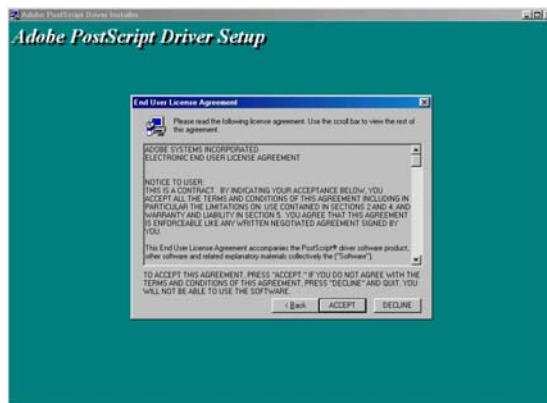 Adobe PostScript Driver Installer
Adobe PostScript Driver Setup
End User License Agreement
Please read the following license agreement. Use the scroll bar to view the rest of
this agreement.
ADOBE SYSTEMS INCORPORATED
ELECTRONIC END USER LICENSE AGREEMENT
NOTICE TO USER:
THIS IS A CONTRACT. BY INDICATING YOUR ACCEPTANCE BELOW, YOU
ACCEPT ALL THE TERMS AND CONDITIONS OF THIS AGREEMENT INCLUDING IN
PARTICULAR THE LIMITATIONS ON: USE CONTAINED IN SECTIONS 2 AND 4; AND
WARRANTY AND LIABILITY IN SECTION 5. YOU AGREE THAT THIS AGREEMENT
IS ENFORCEABLE LIKE ANY WRITTEN NEGOTIATED AGREEMENT SIGNED BY
YOU.
This End User License Agreement accompanies the PostScript® driver software product,
other software and related explanatory materials collectively the ("Software").
TO ACCEPT THIS AGREEMENT, PRESS "ACCEPT." IF YOU DO NOT AGREE WITH THE
TERMS AND CONDITIONS OF THIS AGREEMENT, PRESS "DECLINE" AND QUIT. YOU
WILL NOT BE ABLE TO USE THE SOFTWARE.
< Back ACCEPT DECLINE